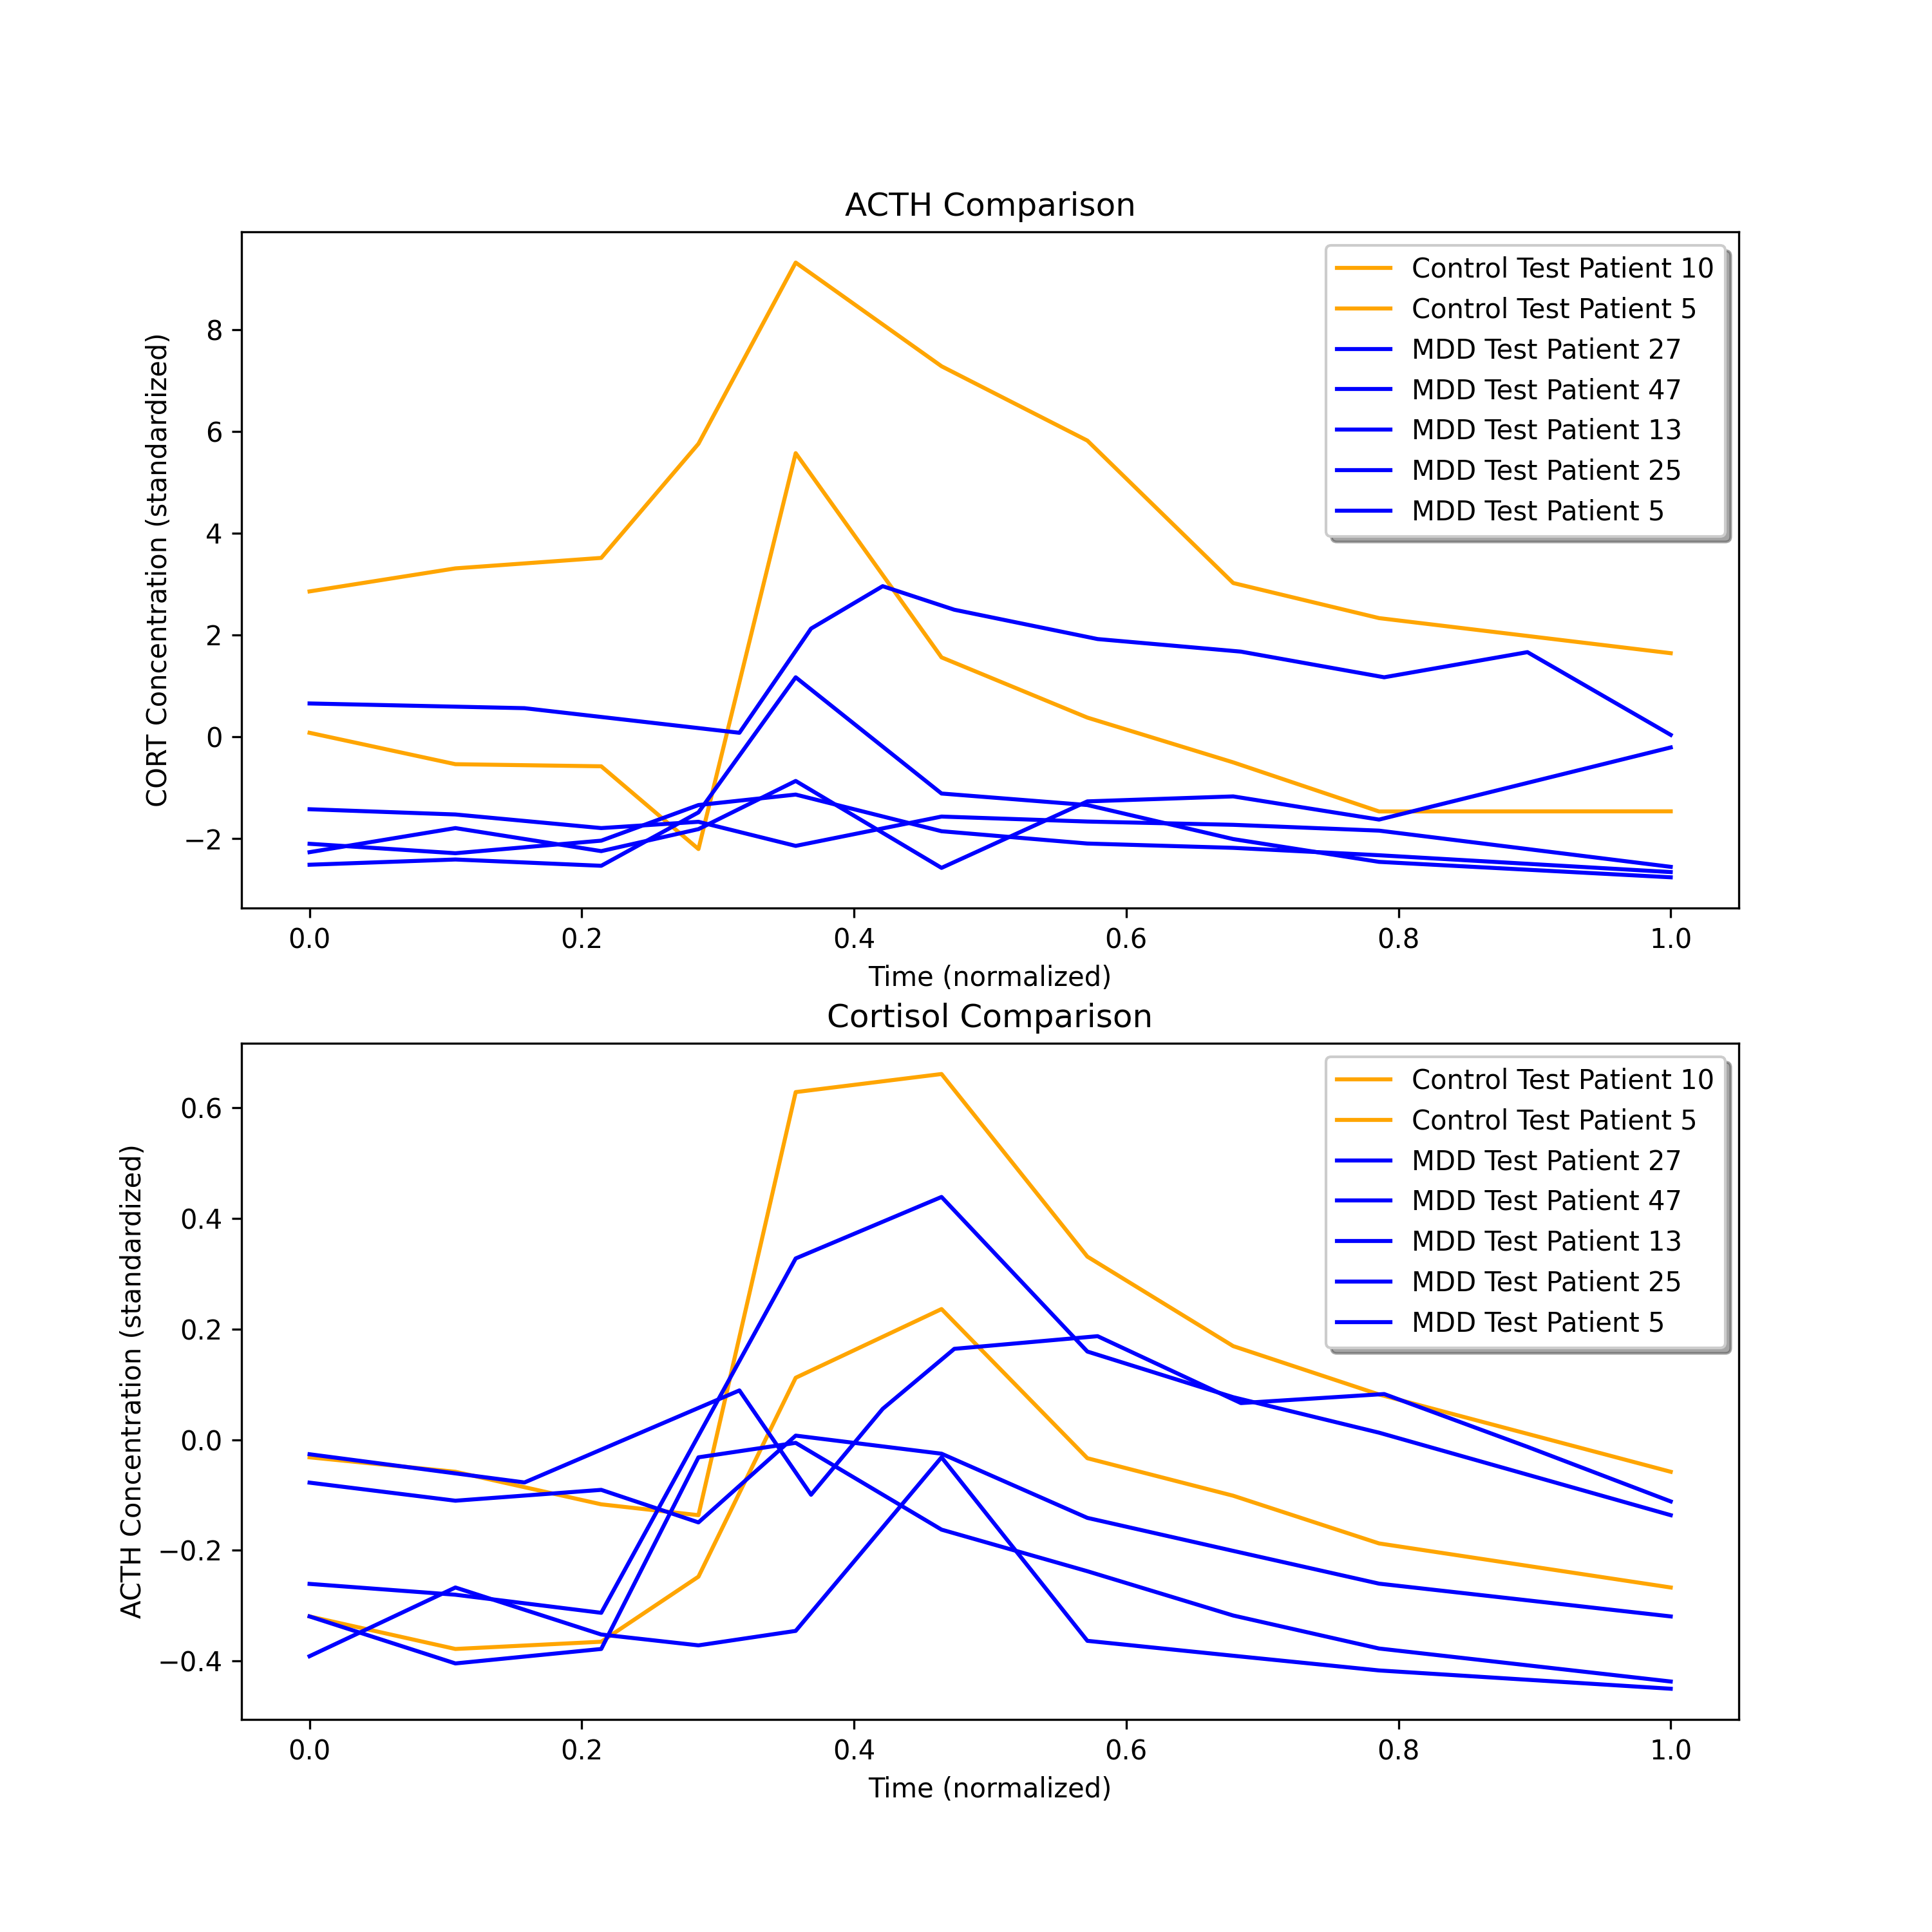 ACTH Comparison
CORT Concentration (standardized)
8
6
4
2
0
−2
Control Test Patient 10
Control Test Patient 5
MDD Test Patient 27
MDD Test Patient 47
MDD Test Patient 13
MDD Test Patient 25
MDD Test Patient 5
0.0 0.2 0.4 0.6 0.8 1.0
Time (normalized)
Cortisol Comparison
ACTH Concentration (standardized)
0.6
0.4
0.2
0.0
−0.2
−0.4
Control Test Patient 10
Control Test Patient 5
MDD Test Patient 27
MDD Test Patient 47
MDD Test Patient 13
MDD Test Patient 25
MDD Test Patient 5
0.0 0.2 0.4 0.6 0.8 1.0
Time (normalized)